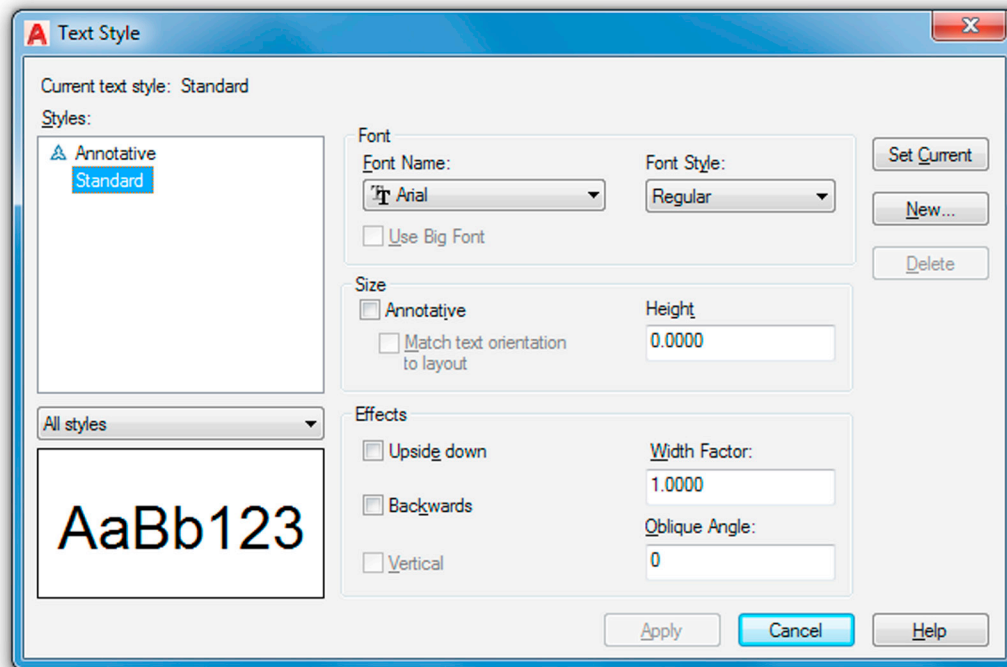 Text Style
Current text style: Standard
Styles:
Annotative
Standard
All styles
AaBb123
Font
Font Name:
Arial
Font Style:
Regular
Use Big Font
Size
Annotative
Match text orientation
to layout
Height
0.0000
Effects
Upside down
Backwards
Vertical
Width Factor:
1.0000
Oblique Angle:
0
Set Current
New...
Delete
Apply
Cancel
Help